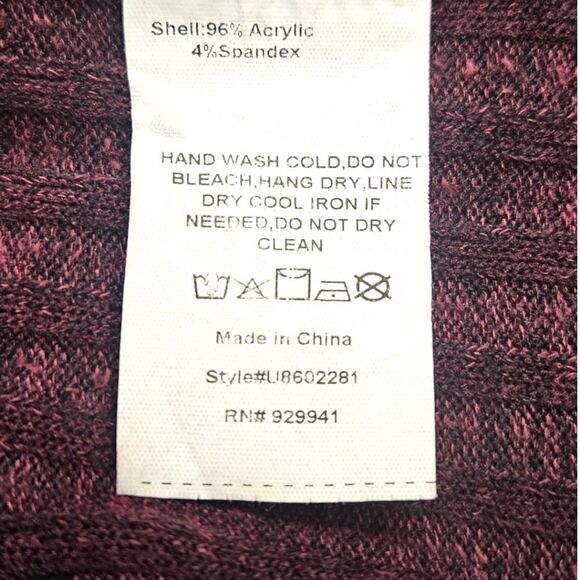 Shell:96% Acrylic
4%Spandex
HAND WASH COLD,DO NOT
BLEACH,HANG DRY,LINE
DRY COOL IRON IF
NEEDED,DO NOT DRY
CLEAN
Made in China
Style#U8602281
RN# 929941